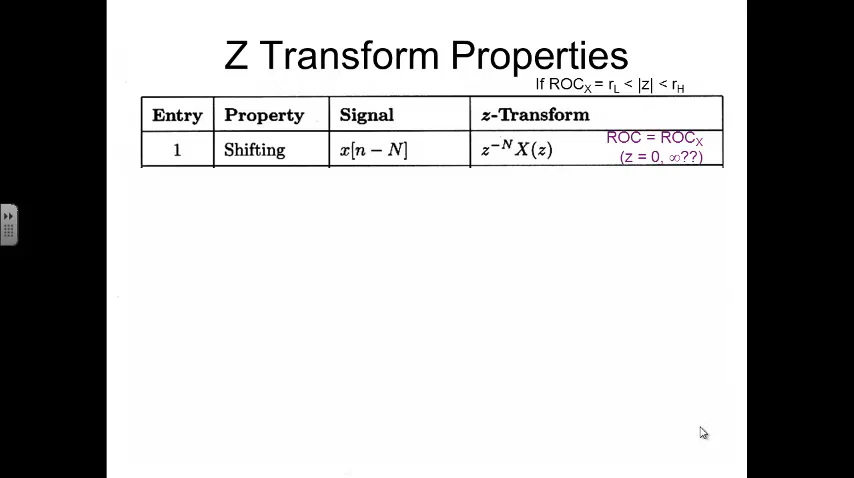 Z Transform Properties
If ROCX = rL < |z| < rH
Entry Property Signal z-Transform
1 Shifting x[n − N] z−N X(z) ROC = ROCX
(z = 0, ∞??)